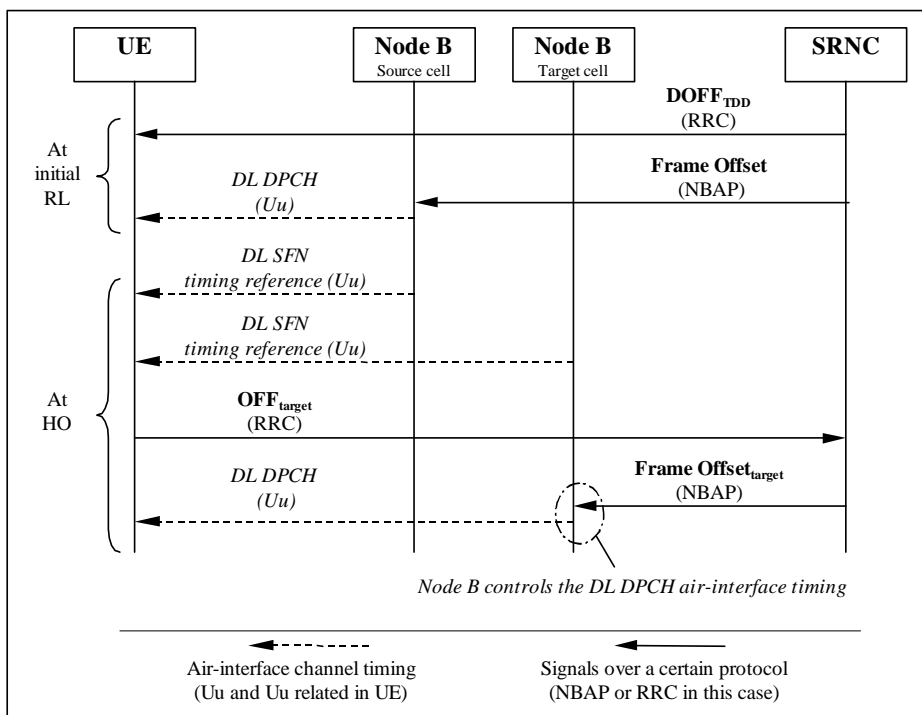 UE
Node B
Source cell
Node B
Target cell
SRNC
DOFF_TDD
(RRC)
At
initial
RL
Frame Offset
(NBAP)
DL DPCH
(Uu)
DL SFN
timing reference (Uu)
DL SFN
timing reference (Uu)
At
HO
OFF_target
(RRC)
Frame Offset_target
(NBAP)
DL DPCH
(Uu)
Node B controls the DL DPCH air-interface timing
Air-interface channel timing
(Uu and Uu related in UE)
Signals over a certain protocol
(NBAP or RRC in this case)